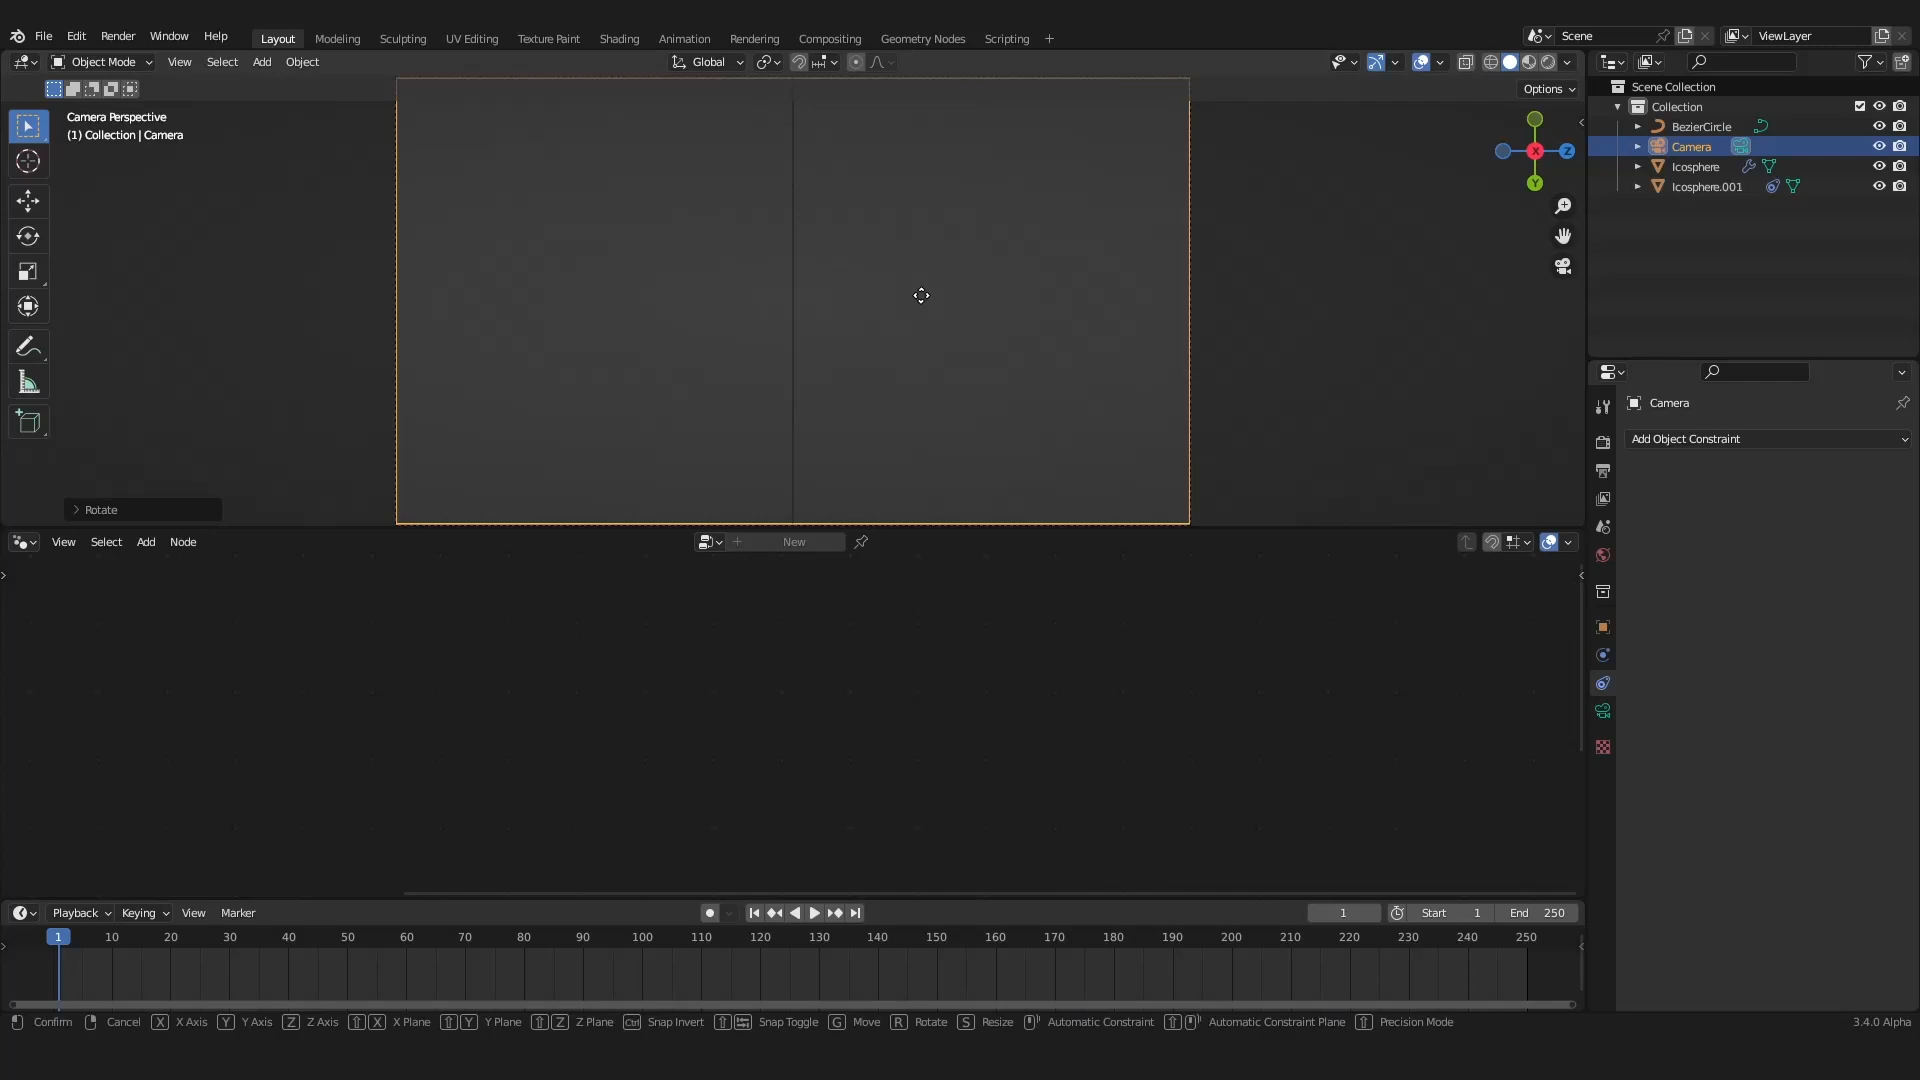 File Edit Render Window Help Layout Modeling Sculpting UV Editing Texture Paint Shading Animation Rendering Compositing Geometry Nodes Scripting + Scene ViewLayer
Object Mode View Select Add Object Global
Options
Camera Perspective
(1) Collection | Camera
X Y Z
Rotate
Scene Collection
Collection
BezierCircle
Camera
Icosphere
Icosphere.001
Camera
Add Object Constraint
View Select Add Node New
Playback Keying View Marker 1 Start 1 End 250
1 10 20 30 40 50 60 70 80 90 100 110 120 130 140 150 160 170 180 190 200 210 220 230 240 250
Confirm Cancel X X Axis Y Y Axis Z Z Axis X X Plane Y Y Plane Z Z Plane Ctrl Snap Invert Snap Toggle G Move R Rotate S Resize Automatic Constraint Automatic Constraint Plane Precision Mode 3.4.0 Alpha